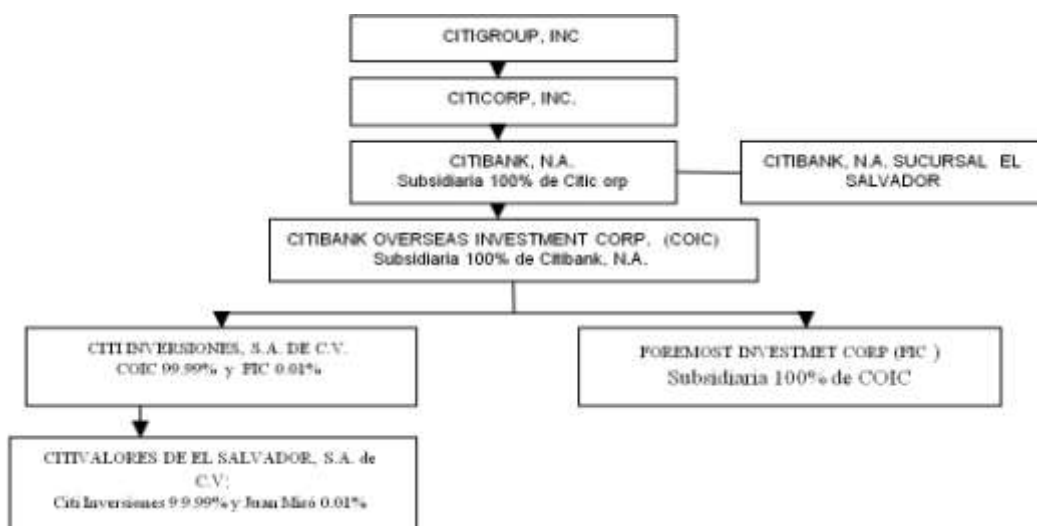 CITIGROUP, INC
CITICORP, INC.
CITIBANK, N.A.
Subsidiaria 100% de Citic orp
CITIBANK, N.A. SUCURSAL EL
SALVADOR
CITIBANK OVERSEAS INVESTMENT CORP. (COIC)
Subsidiaria 100% de Citibank, N.A.
CITI INVERSIONES, S.A. DE C.V.
COIC 99.99% y FIC 0.01%
FOREMOST INVESTMET CORP (FIC )
Subsidiaria 100% de COIC
CITIVALORES DE EL SALVADOR, S.A. de
C.V;
Citi Inversiones 9 9.99% y Juan Miró 0.01%